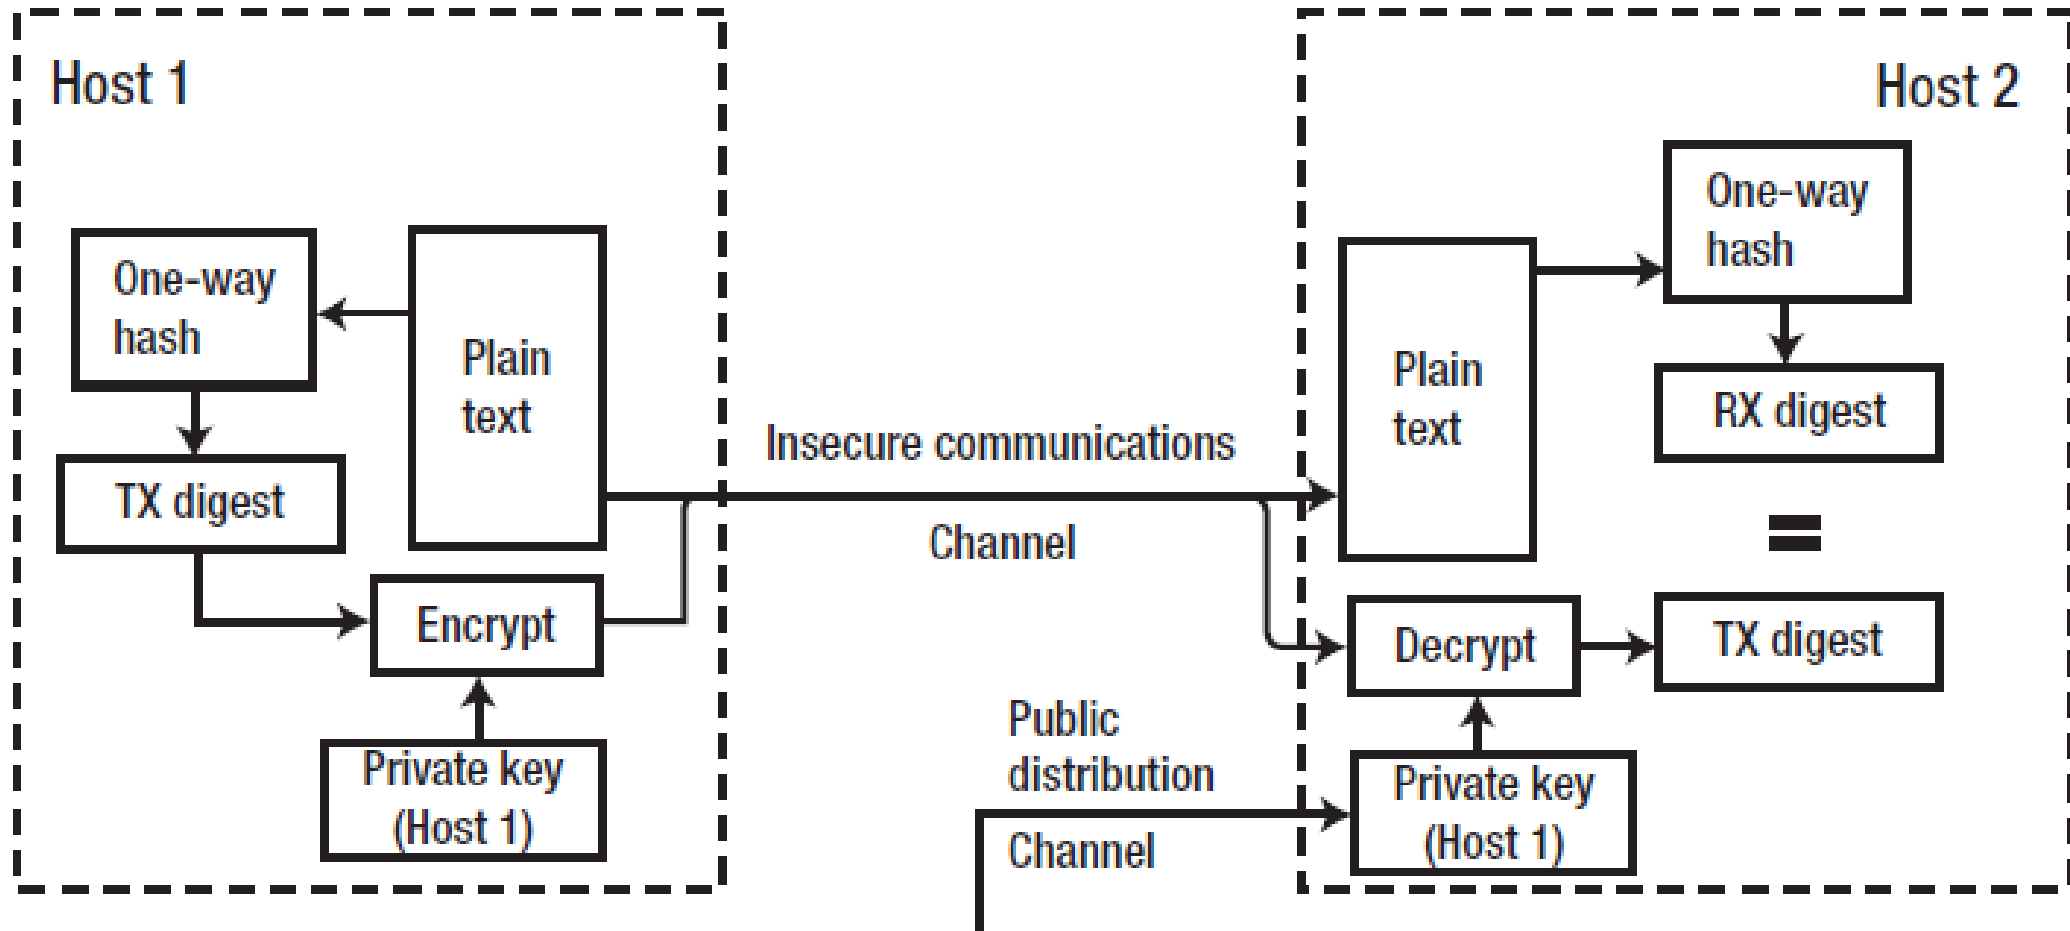 Host 1
One-way
hash
Plain
text
TX digest
Encrypt
Private key
(Host 1)
Insecure communications
Channel
Public
distribution
Channel
Host 2
One-way
hash
Plain
text
RX digest
=
Decrypt
TX digest
Private key
(Host 1)